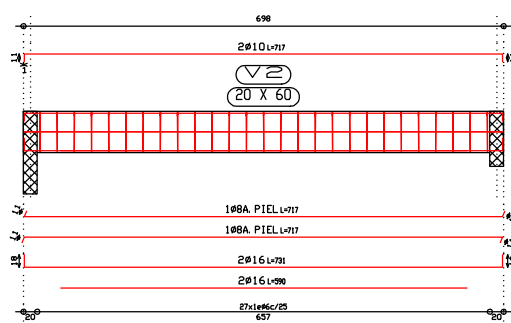 698
11
2ø10 L=717
V2
20 X 60
1ø8A. PIEL L=717
1ø8A. PIEL L=717
18
2ø16 L=731
2ø16 L=590
27x1eø6c/25
20
657
20